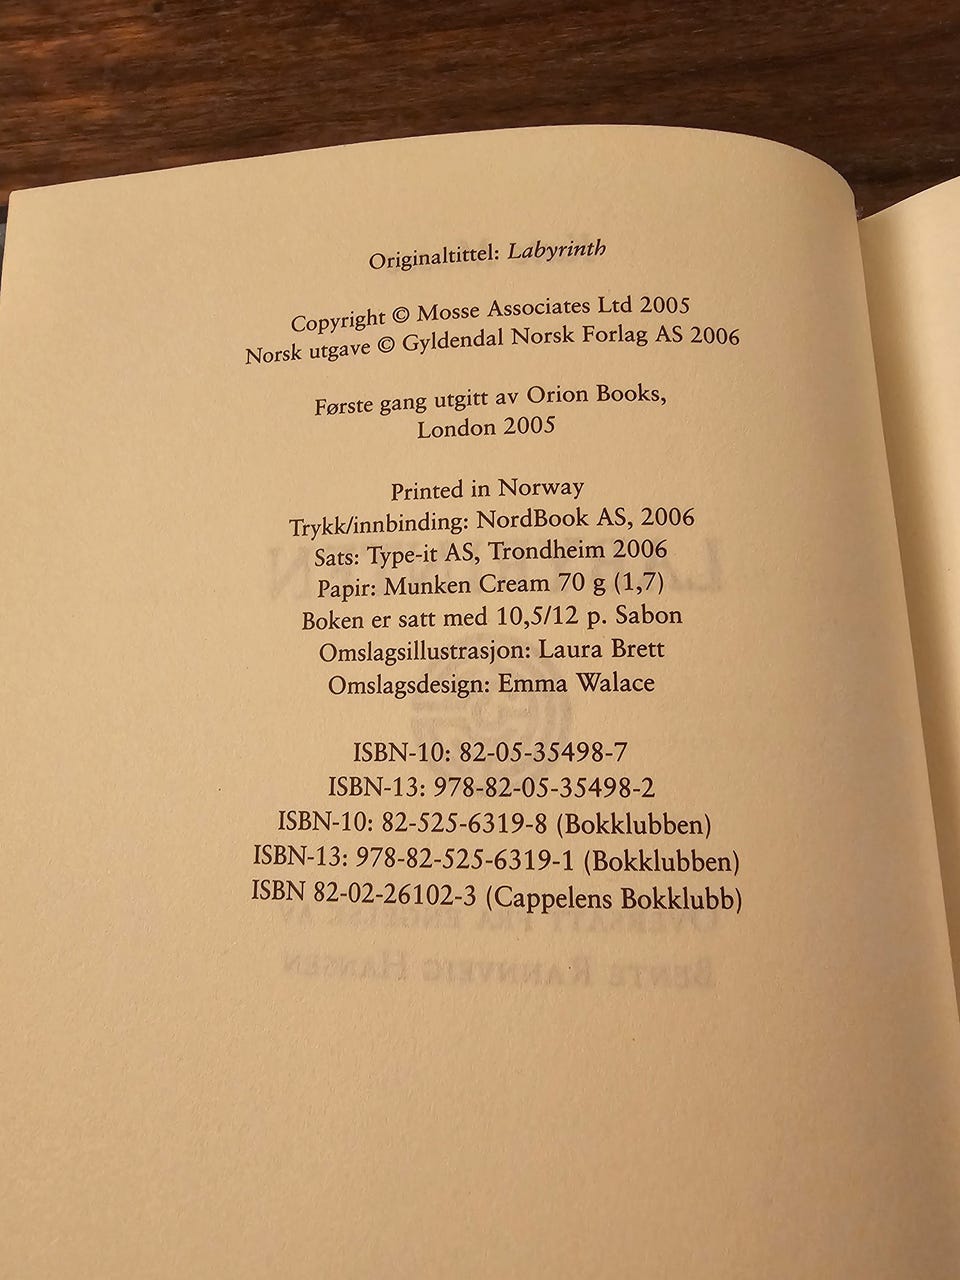 Originaltittel: Labyrinth
Copyright © Mosse Associates Ltd 2005
Norsk utgave © Gyldendal Norsk Forlag AS 2006
Første gang utgitt av Orion Books,
London 2005
Printed in Norway
Trykk/innbinding: NordBook AS, 2006
Sats: Type-it AS, Trondheim 2006
Papir: Munken Cream 70 g (1,7)
Boken er satt med 10,5/12 p. Sabon
Omslagsillustrasjon: Laura Brett
Omslagsdesign: Emma Walace
ISBN-10: 82-05-35498-7
ISBN-13: 978-82-05-35498-2
ISBN-10: 82-525-6319-8 (Bokklubben)
ISBN-13: 978-82-525-6319-1 (Bokklubben)
ISBN 82-02-26102-3 (Cappelens Bokklubb)